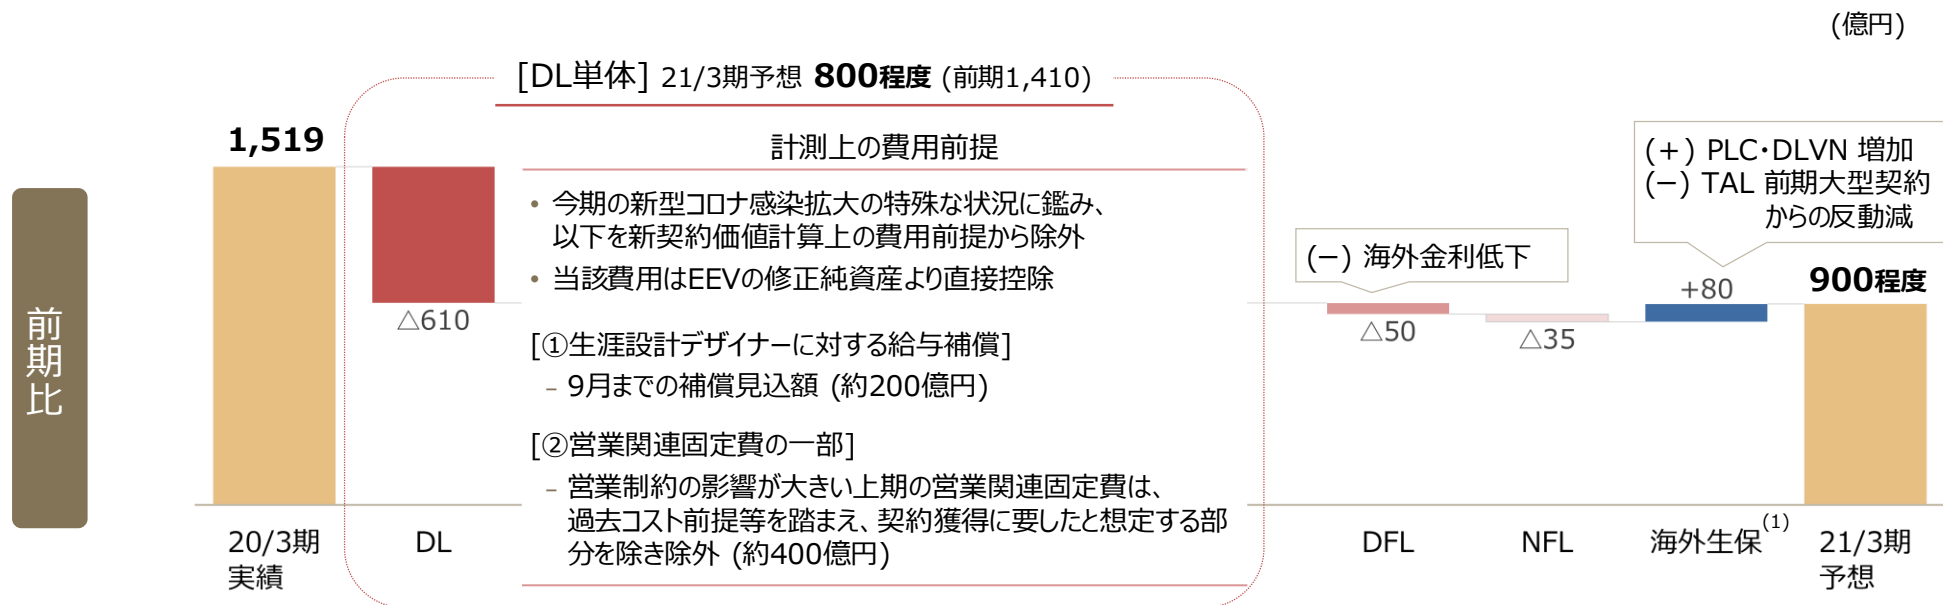 (億円)
[DL単体] 21/3期予想 800程度 (前期1,410)
前期比
1,519
△610
計測上の費用前提
• 今期の新型コロナ感染拡大の特殊な状況に鑑み、
以下を新契約価値計算上の費用前提から除外
• 当該費用はEEVの修正純資産より直接控除
[①生涯設計デザイナーに対する給与補償]
– 9月までの補償見込額 (約200億円)
[②営業関連固定費の一部]
– 営業制約の影響が大きい上期の営業関連固定費は、
過去コスト前提等を踏まえ、契約獲得に要したと想定する部
分を除き除外 (約400億円)
(－) 海外金利低下
△50
△35
(＋) PLC・DLVN 増加
(－) TAL 前期大型契約
からの反動減
+80
900程度
20/3期
実績
DL
DFL
NFL
海外生保(1)
21/3期
予想